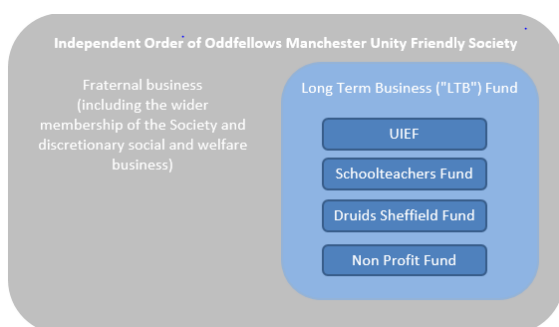 Independent Order of Oddfellows Manchester Unity Friendly Society
Fraternal business
(including the wider
membership of the Society and
discretionary social and welfare
business)
Long Term Business ("LTB") Fund
UIEF
Schoolteachers Fund
Druids Sheffield Fund
Non Profit Fund